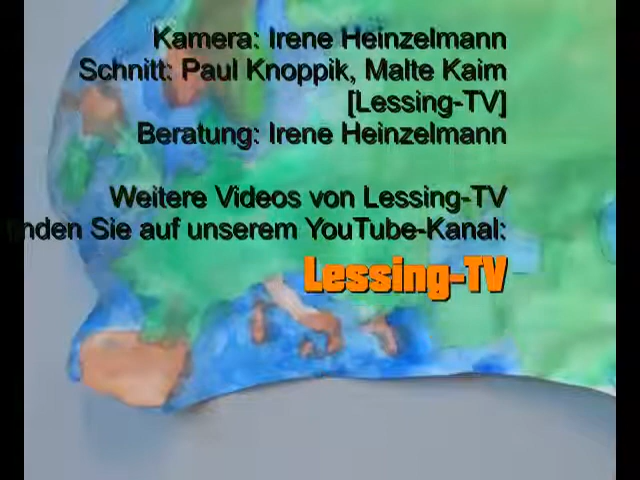 Kamera: Irene Heinzelmann
Schnitt: Paul Knoppik, Malte Kaim
[Lessing-TV]
Beratung: Irene Heinzelmann
Weitere Videos von Lessing-TV
Sie auf unserem YouTube-Kanal:
Lessing-TV